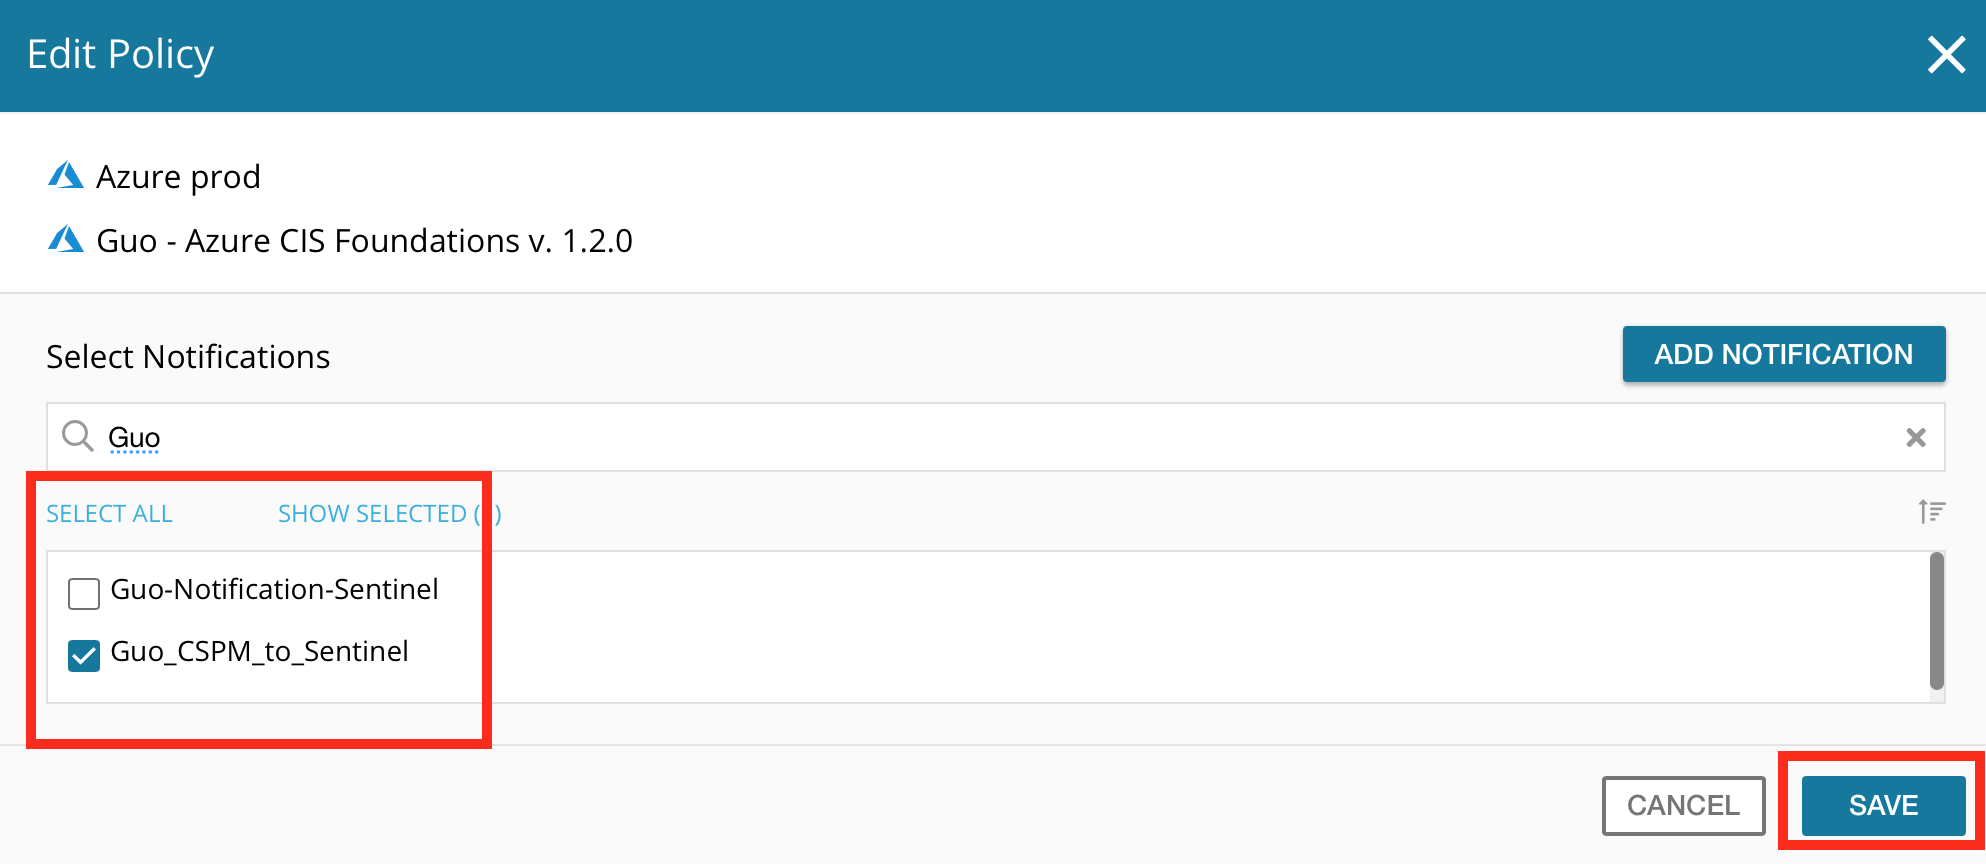 Edit Policy
Azure prod
Guo - Azure CIS Foundations v. 1.2.0
Select Notifications
ADD NOTIFICATION
Guo
SELECT ALL
SHOW SELECTED ( )
Guo-Notification-Sentinel
Guo_CSPM_to_Sentinel
CANCEL
SAVE